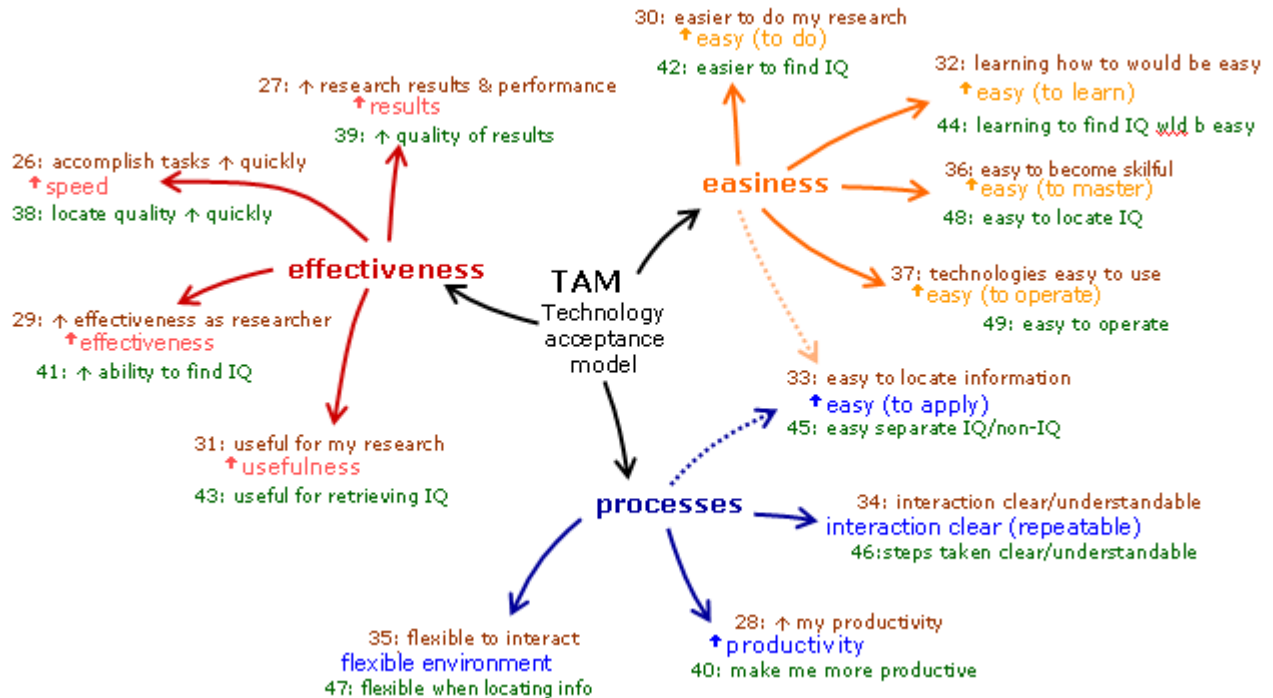 30: easier to do my research
↑ easy (to do)
42: easier to find IQ
32: learning how to would be easy
↑ easy (to learn)
44: learning to find IQ wld b easy
27: ↑ research results & performance
↑ results
39: ↑ quality of results
26: accomplish tasks ↑ quickly
↑ speed
38: locate quality ↑ quickly
easiness
36: easy to become skilful
↑ easy (to master)
48: easy to locate IQ
effectiveness
TAM
Technology
acceptance
model
37: technologies easy to use
↑ easy (to operate)
49: easy to operate
29: ↑ effectiveness as researcher
↑ effectiveness
41: ↑ ability to find IQ
33: easy to locate information
↑ easy (to apply)
45: easy separate IQ/non-IQ
31: useful for my research
↑ usefulness
43: useful for retrieving IQ
processes
34: interaction clear/understandable
interaction clear (repeatable)
46:steps taken clear/understandable
35: flexible to interact
flexible environment
47: flexible when locating info
28: ↑ my productivity
↑ productivity
40: make me more productive